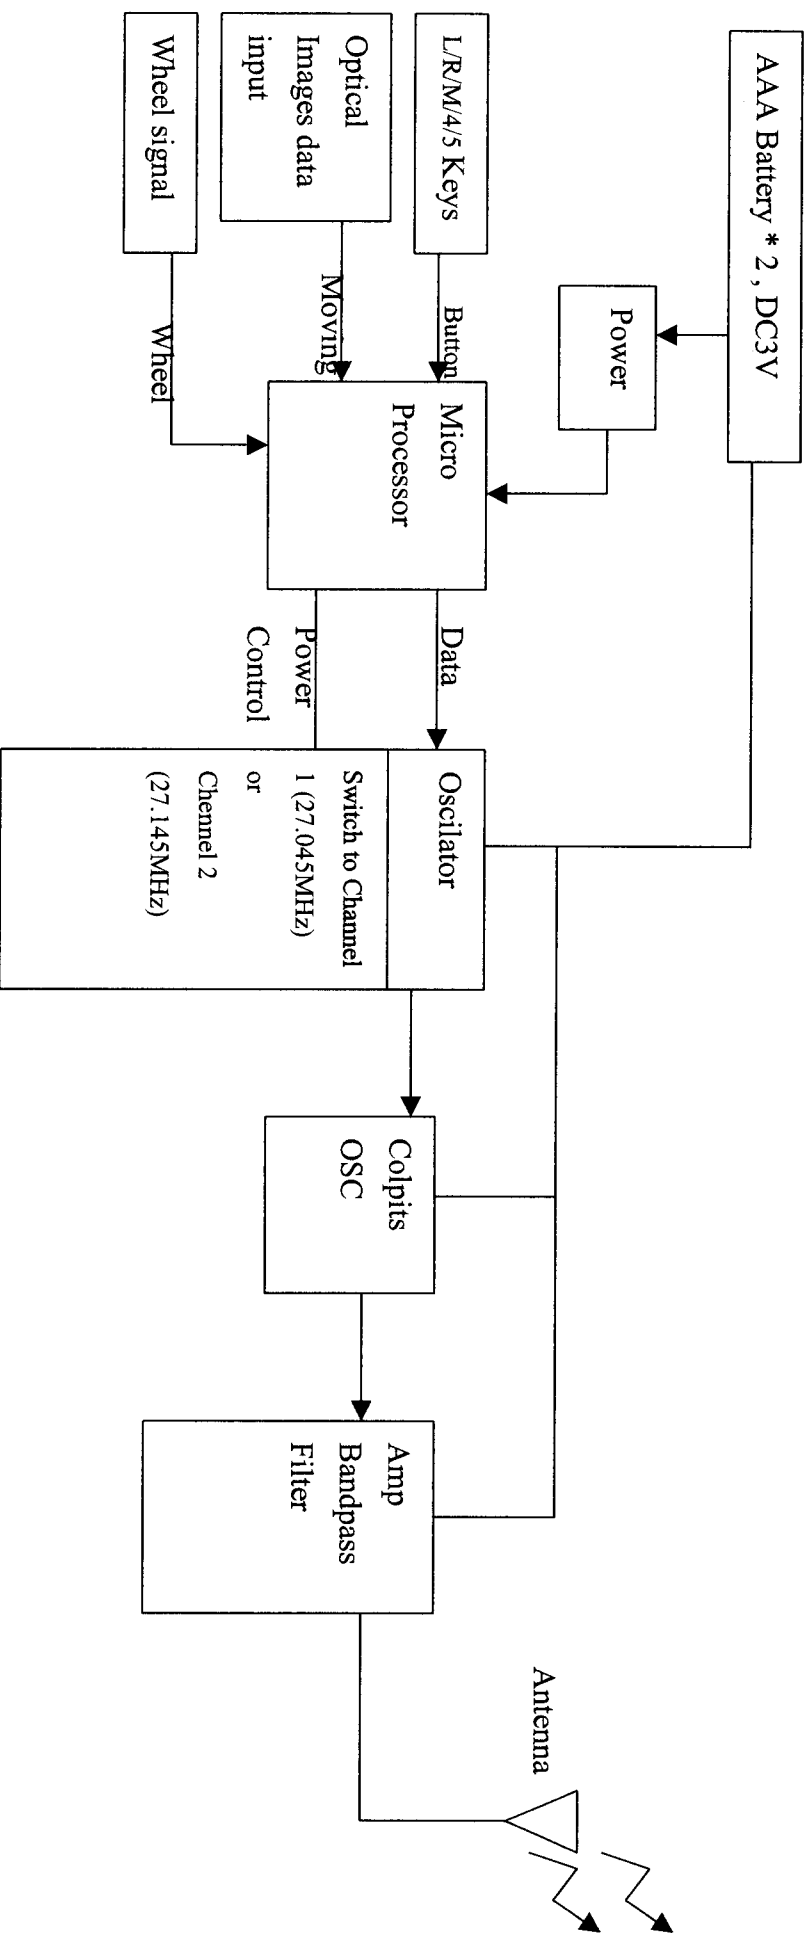 AAA Battery * 2 , DC3V
Power
L/R/M/4/5 Keys
Button
Optical
Images data
input
Moving
Wheel signal
Wheel
Micro
Processor
Data
Power
Control
Oscilator
Switch to Channel
1 (27.045MHz)
or
Chennel 2
(27.145MHz)
Colpits
OSC
Amp
Bandpass
Filter
Antenna